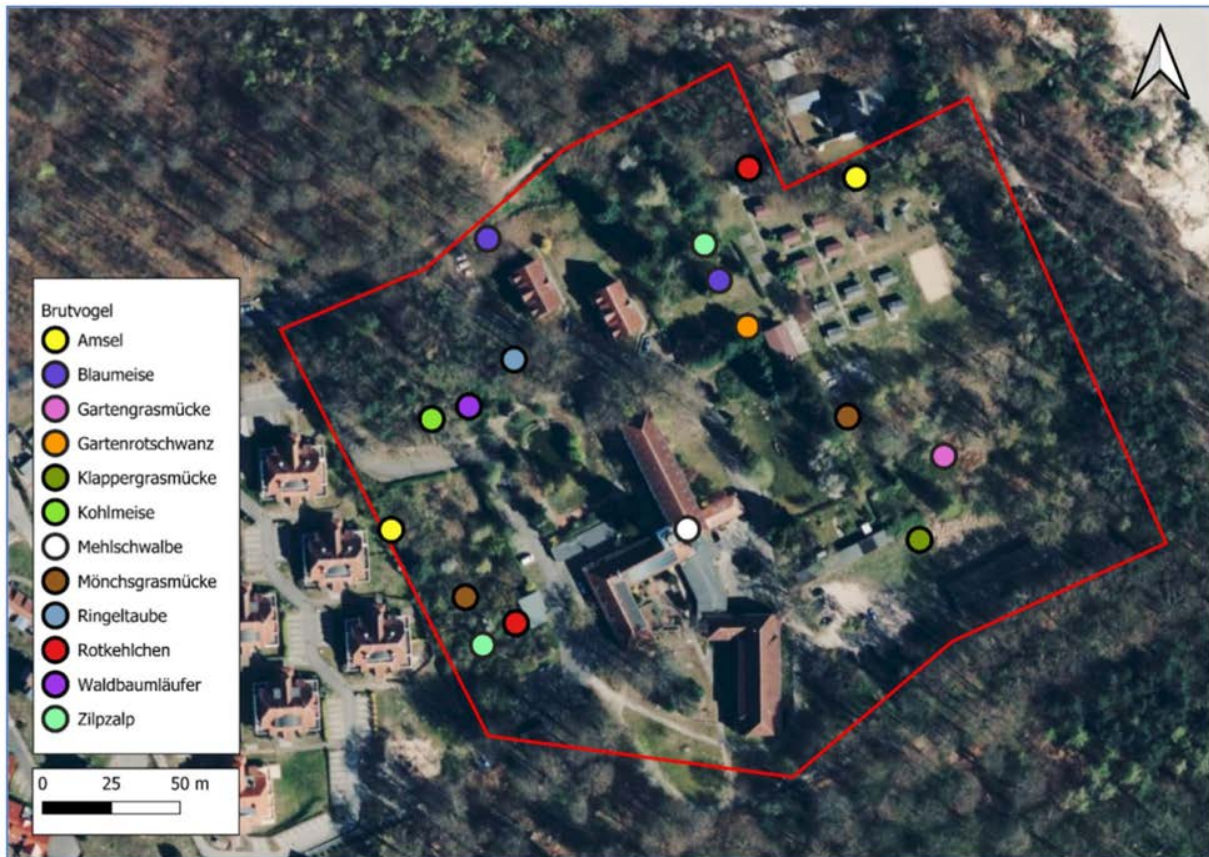 Brutvogel
Amsel
Blaumeise
Gartengrasmücke
Gartenrotschwanz
Klappergrasmücke
Kohlmeise
Mehlschwalbe
Mönchsgrasmücke
Ringeltaube
Rotkehlchen
Waldbaumläufer
Zilpzalp
0 25 50 m